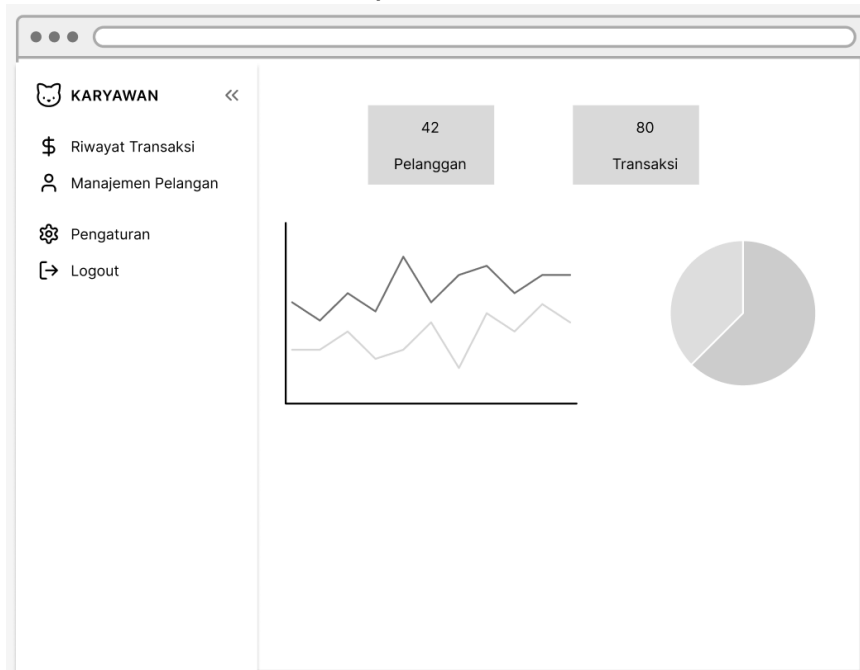 KARYAWAN
Riwayat Transaksi
Manajemen Pelangan
Pengaturan
Logout
42
Pelanggan
80
Transaksi